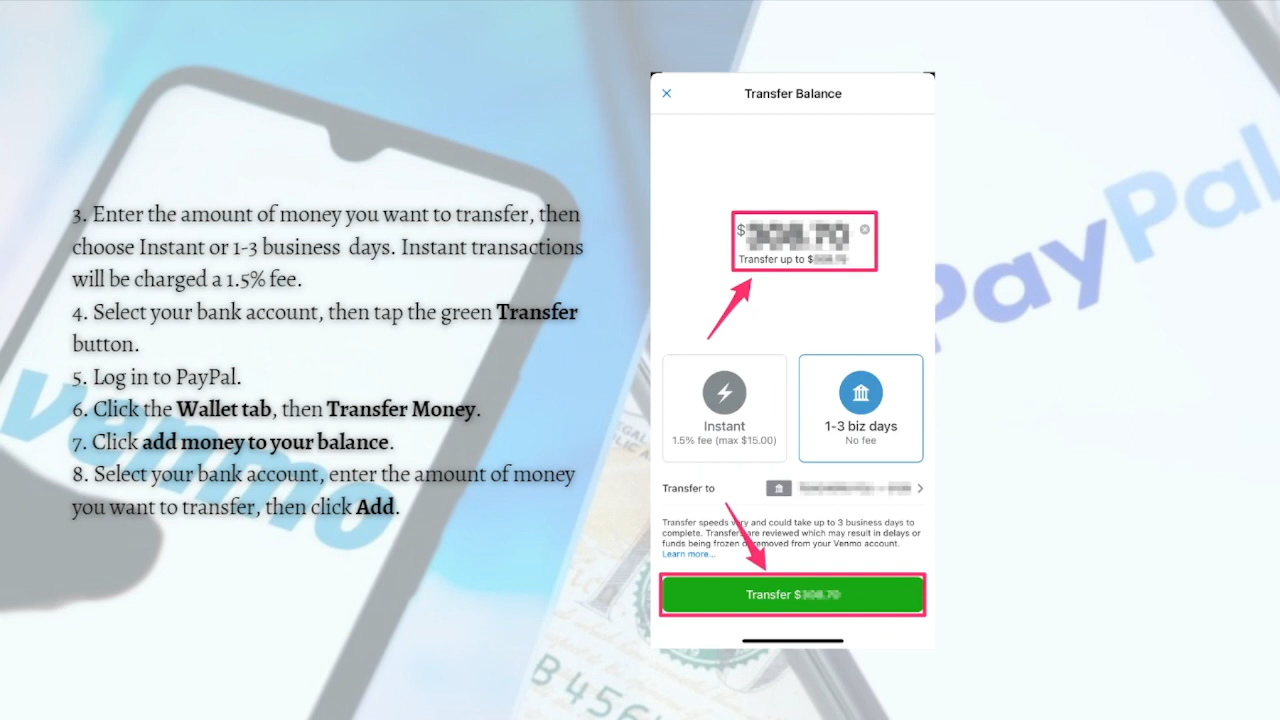 3. Enter the amount of money you want to transfer, then
choose Instant or 1-3 business days. Instant transactions
will be charged a 1.5% fee.
4. Select your bank account, then tap the green Transfer
button.
5. Log in to PayPal.
6. Click the Wallet tab, then Transfer Money.
7. Click add money to your balance.
8. Select your bank account, enter the amount of money
you want to transfer, then click Add.
venmo
Transfer Balance
$
Transfer up to $
Instant
1.5% fee (max $15.00)
1-3 biz days
No fee
Transfer to
Transfer speeds vary and could take up to 3 business days to
complete. Transfers are reviewed which may result in delays or
funds being frozen or removed from your Venmo account.
Learn more...
Transfer $
PayPal
B456